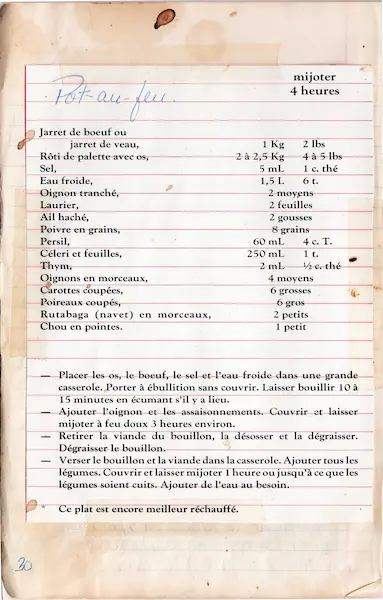 mijoter
4 heures
Pot-au-feu.
Jarret de boeuf ou
jarret de veau, 1 Kg 2 lbs
Rôti de palette avec os, 2 à 2,5 Kg 4 à 5 lbs
Sel, 5 mL 1 c. thé
Eau froide, 1,5 L 6 t.
Oignon tranché, 2 moyens
Laurier, 2 feuilles
Ail haché, 2 gousses
Poivre en grains, 8 grains
Persil, 60 mL 4 c. T.
Céleri et feuilles, 250 mL 1 t.
Thym, 2 mL ½ c. thé
Oignons en morceaux, 4 moyens
Carottes coupées, 6 grosses
Poireaux coupés, 6 gros
Rutabaga (navet) en morceaux, 2 petits
Chou en pointes. 1 petit
— Placer les os, le boeuf, le sel et l'eau froide dans une grande
casserole. Porter à ébullition sans couvrir. Laisser bouillir 10 à
15 minutes en écumant s'il y a lieu.
— Ajouter l'oignon et les assaisonnements. Couvrir et laisser
mijoter à feu doux 3 heures environ.
— Retirer la viande du bouillon, la désosser et la dégraisser.
Dégraisser le bouillon.
— Verser le bouillon et la viande dans la casserole. Ajouter tous les
légumes. Couvrir et laisser mijoter 1 heure ou jusqu'à ce que les
légumes soient cuits. Ajouter de l'eau au besoin.
* Ce plat est encore meilleur réchauffé.
30